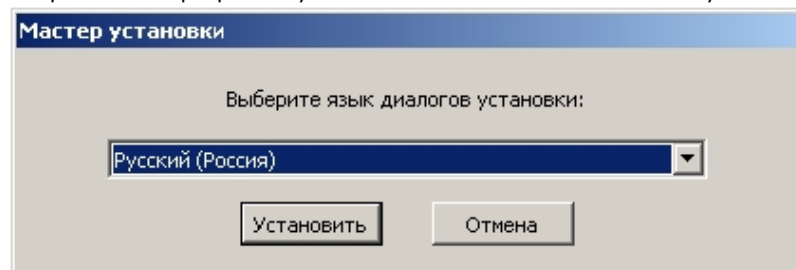 Мастер установки
Выберите язык диалогов установки:
Русский (Россия)
Установить
Отмена